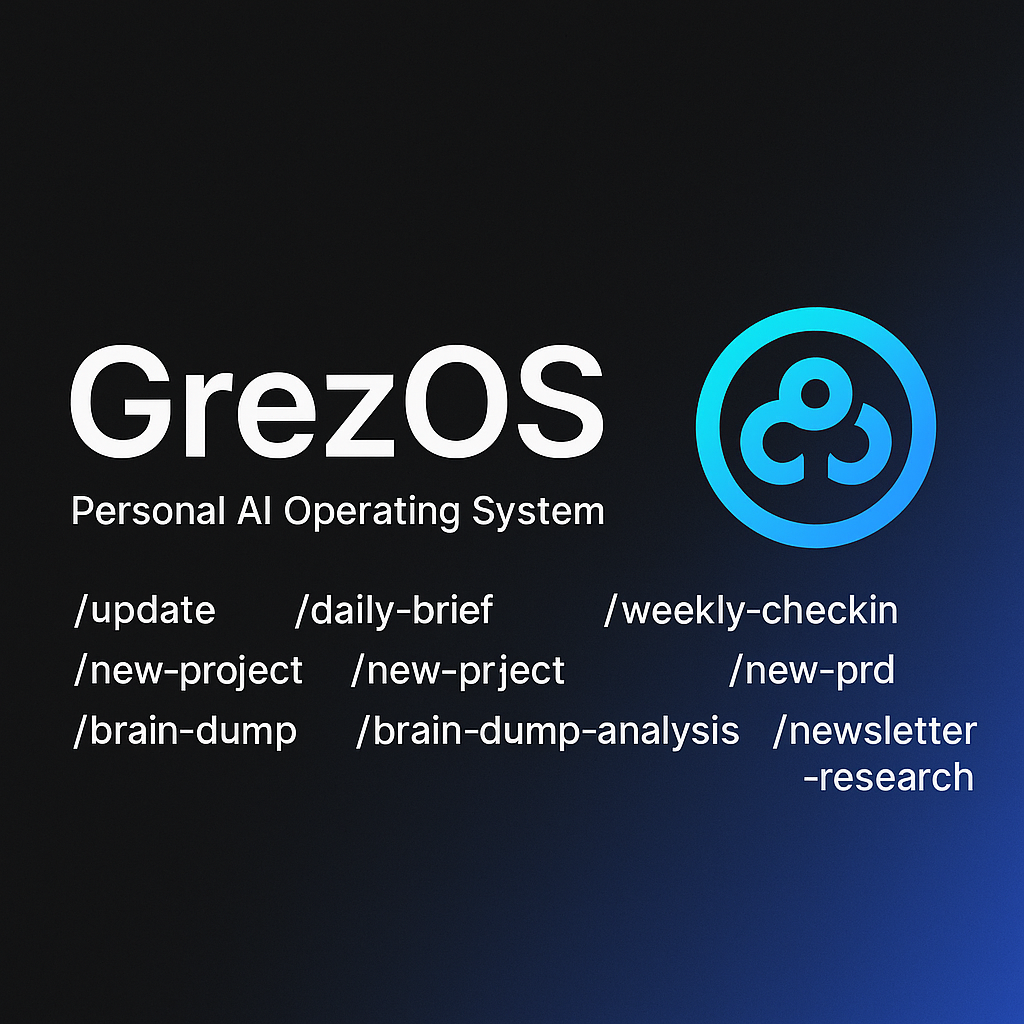 GrezOS
Personal AI Operating System
/update /daily-brief /weekly-checkin
/new-project /new-prject /new-prd
/brain-dump /brain-dump-analysis /newsletter
-research